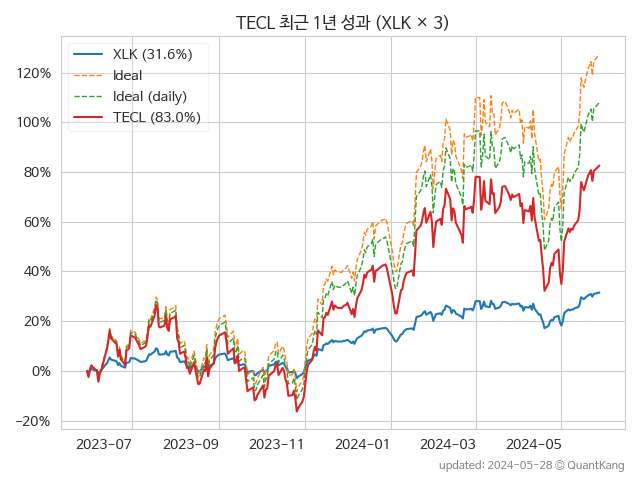 TECL 최근 1년 성과 (XLK × 3)
XLK (31.6%)
Ideal
Ideal (daily)
TECL (83.0%)
120%
100%
80%
60%
40%
20%
0%
−20%
2023-07 2023-09 2023-11 2024-01 2024-03 2024-05
updated: 2024-05-28 © QuantKang